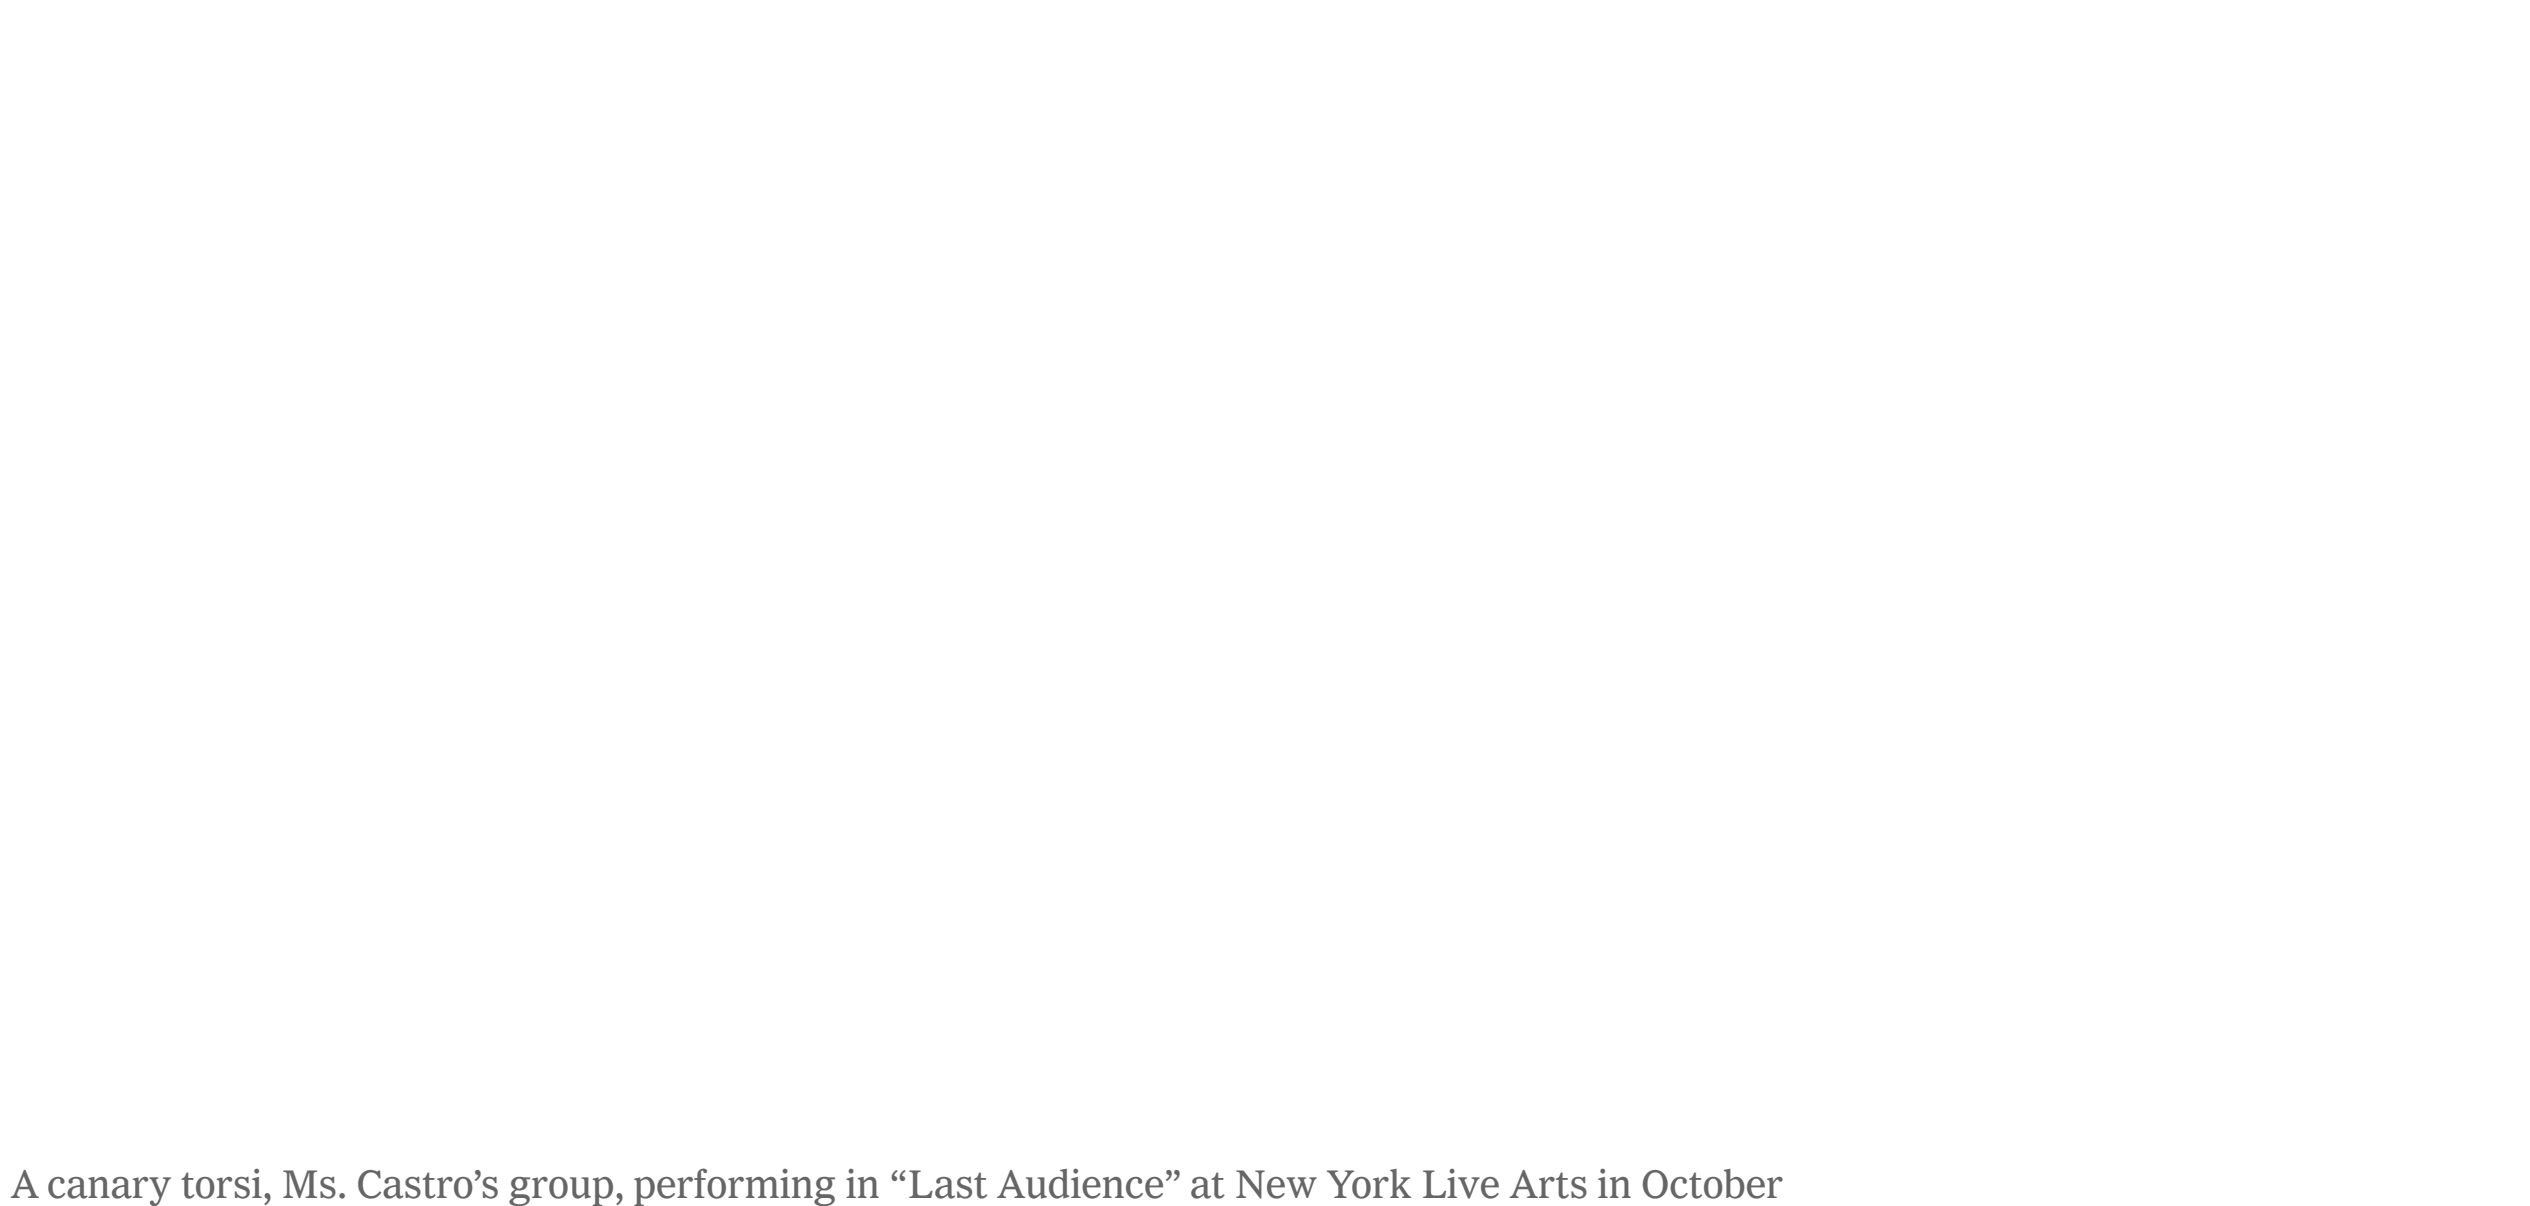 A canary torsi, Ms. Castro’s group, performing in “Last Audience” at New York Live Arts in October